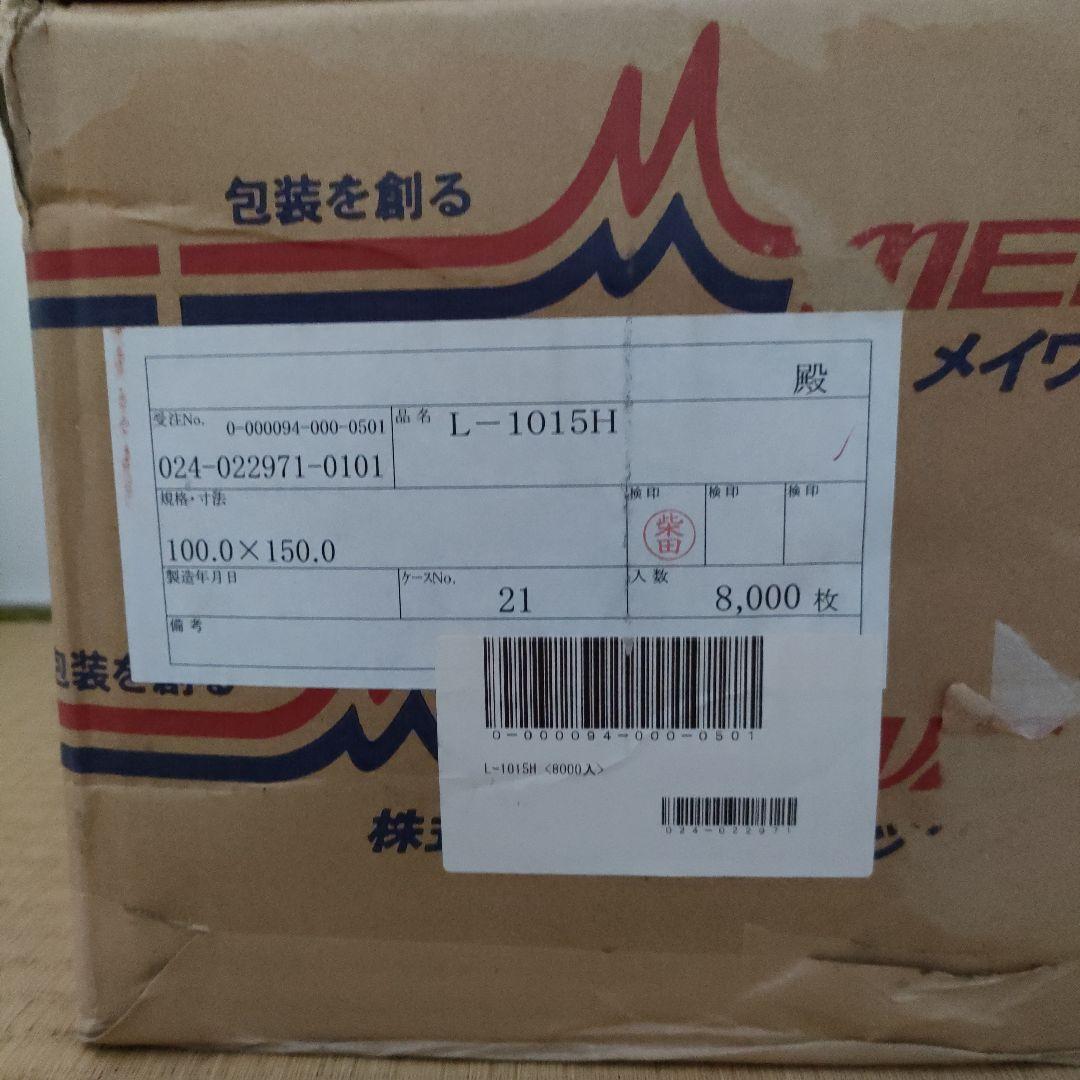 包装を創る
MEI
メイワ
殿
受注No. 0-000094-000-0501
024-022971-0101
品名 L-1015H
規格・寸法
100.0×150.0
検印 検印 検印
柴田
製造年月日
ケースNo. 21
入数 8,000 枚
備考
包装を創る
0-000094-000-0501
L-1015H <8000入>
024-022971
株式